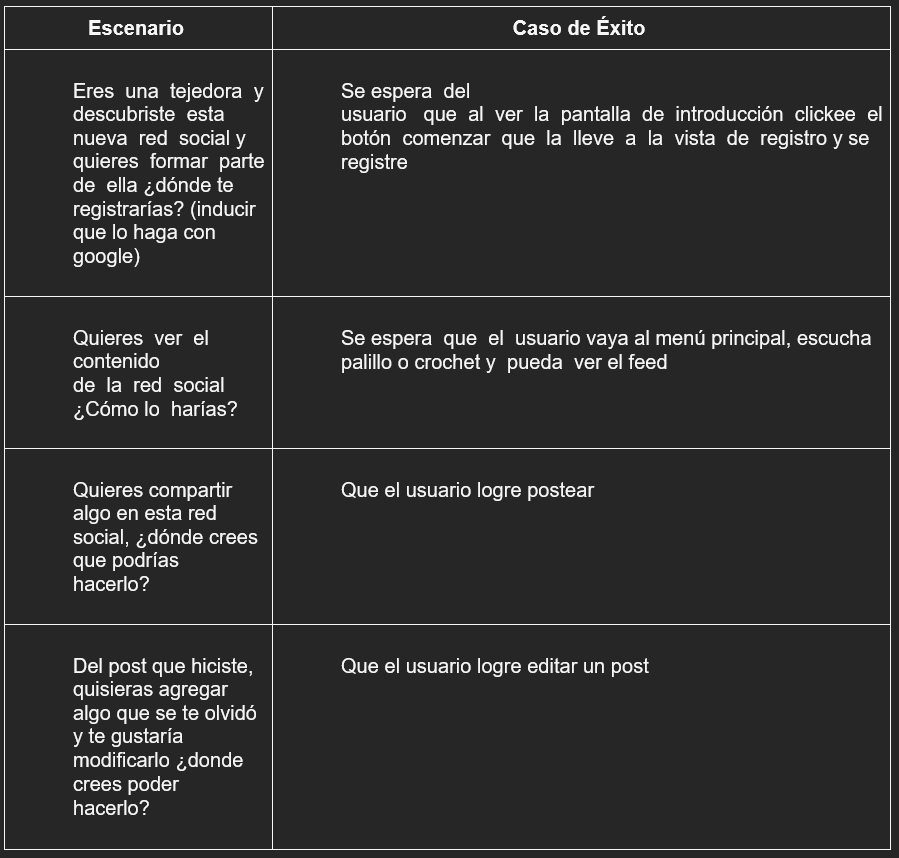 Escenario
Caso de Éxito
Eres una tejedora y
descubriste esta
nueva red social y
quieres formar parte
de ella ¿dónde te
registrarías? (inducir
que lo haga con
google)
Se espera del
usuario que al ver la pantalla de introducción clickee el
botón comenzar que la lleve a la vista de registro y se
registre
Quieres ver el
contenido
de la red social
¿Cómo lo harías?
Se espera que el usuario vaya al menú principal, escucha
palillo o crochet y pueda ver el feed
Quieres compartir
algo en esta red
social, ¿dónde crees
que podrías
hacerlo?
Que el usuario logre postear
Del post que hiciste,
quisieras agregar
algo que se te olvidó
y te gustaría
modificarlo ¿donde
crees poder
hacerlo?
Que el usuario logre editar un post